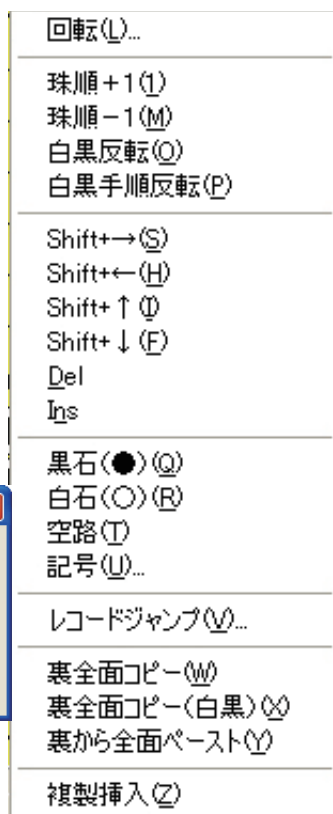 回転(L)...
珠順+1(1)
珠順-1(M)
白黒反転(O)
白黒手順反転(P)
Shift+→(S)
Shift+←(H)
Shift+↑(I)
Shift+↓(F)
Del
Ins
黒石(●)(Q)
白石(○)(R)
空路(T)
記号(U)...
レコードジャンプ(V)...
裏全面コピー(W)
裏全面コピー(白黒)(X)
裏から全面ペースト(Y)
複製挿入(Z)